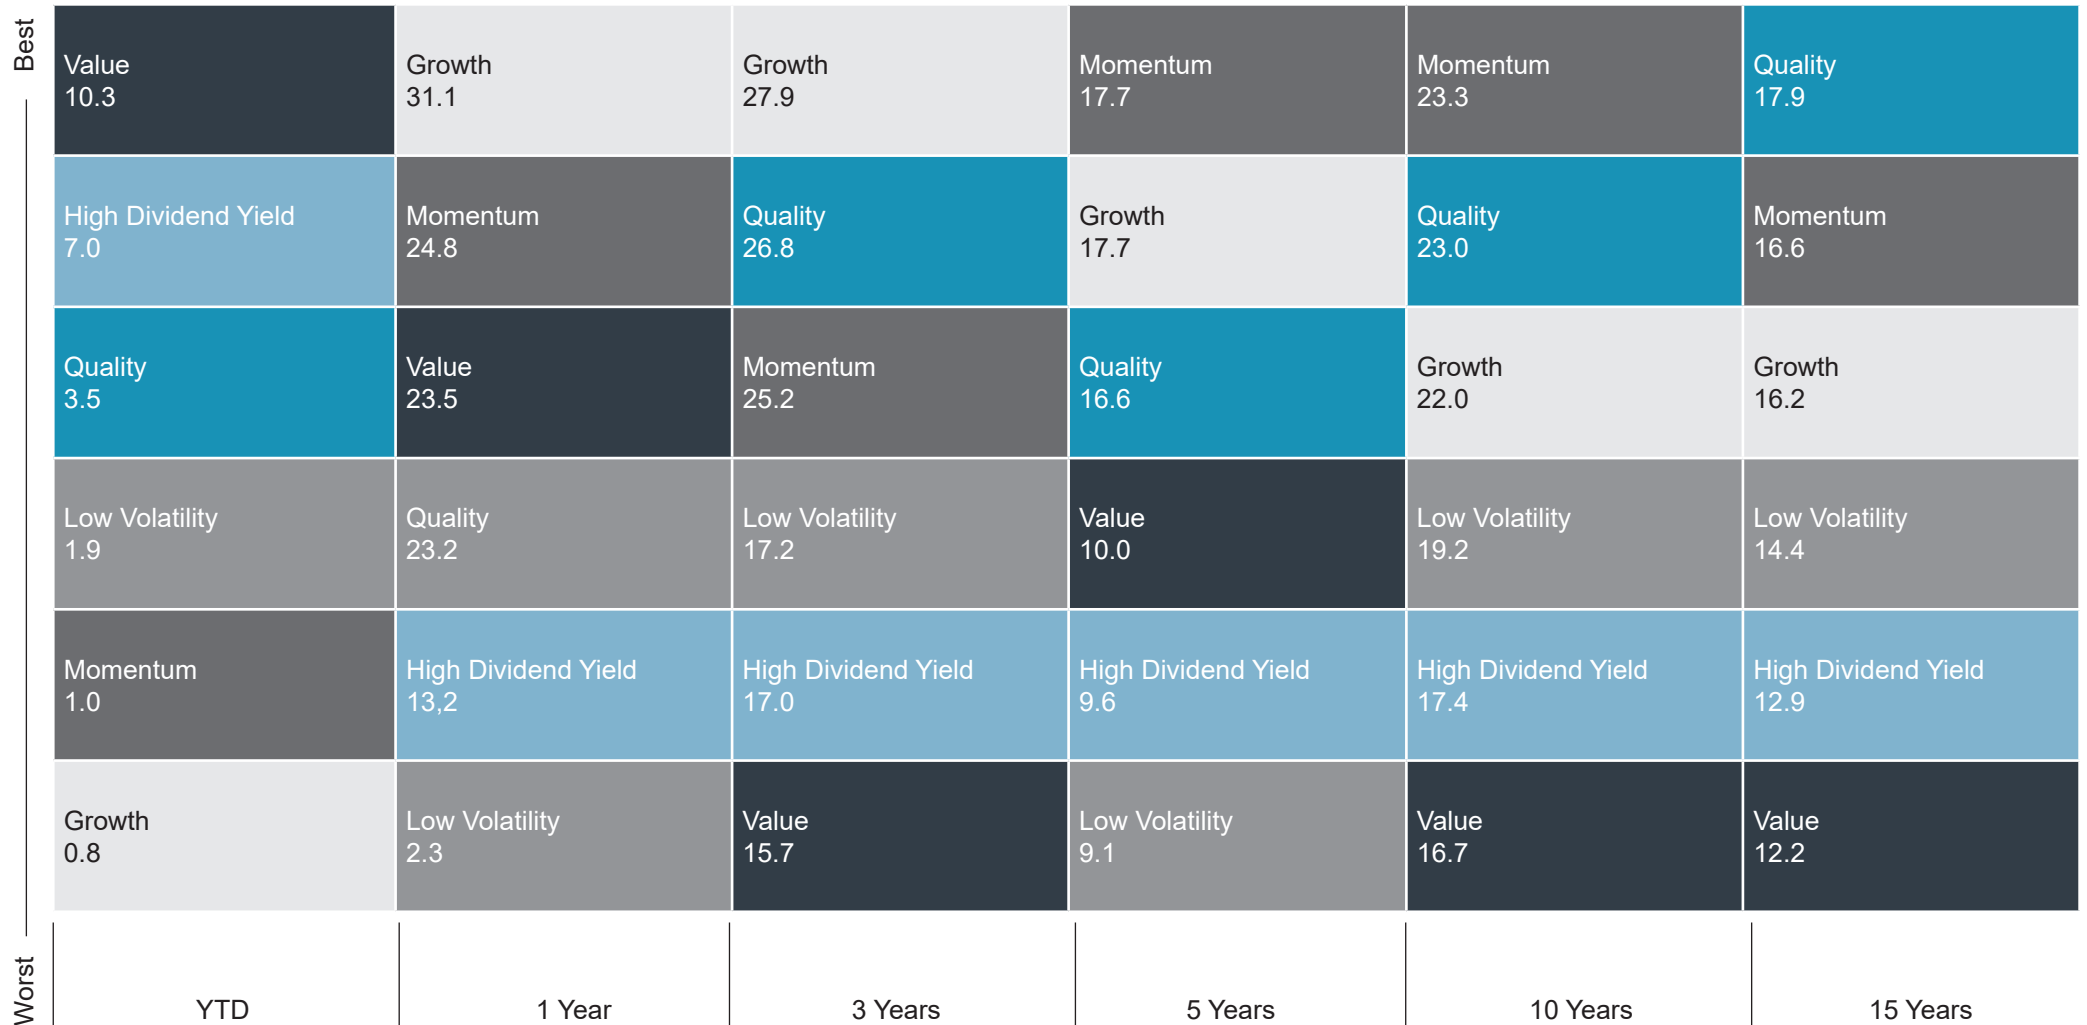 Best
Value
10.3
Growth
31.1
Growth
27.9
Momentum
17.7
Momentum
23.3
Quality
17.9
High Dividend Yield
7.0
Momentum
24.8
Quality
26.8
Growth
17.7
Quality
23.0
Momentum
16.6
Quality
3.5
Value
23.5
Momentum
25.2
Quality
16.6
Growth
22.0
Growth
16.2
Low Volatility
1.9
Quality
23.2
Low Volatility
17.2
Value
10.0
Low Volatility
19.2
Low Volatility
14.4
Momentum
1.0
High Dividend Yield
13,2
High Dividend Yield
17.0
High Dividend Yield
9.6
High Dividend Yield
17.4
High Dividend Yield
12.9
Growth
0.8
Low Volatility
2.3
Value
15.7
Low Volatility
9.1
Value
16.7
Value
12.2
Worst
YTD
1 Year
3 Years
5 Years
10 Years
15 Years